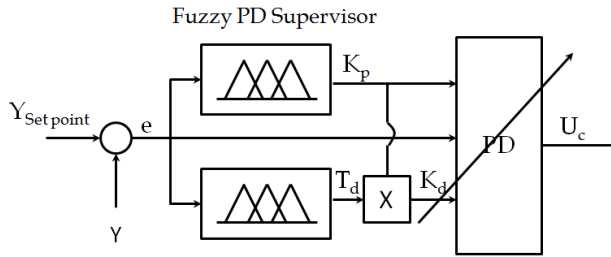 Fuzzy PD Supervisor
Kp
YSet point
e
PD
Uc
Td
X
Kd
Y